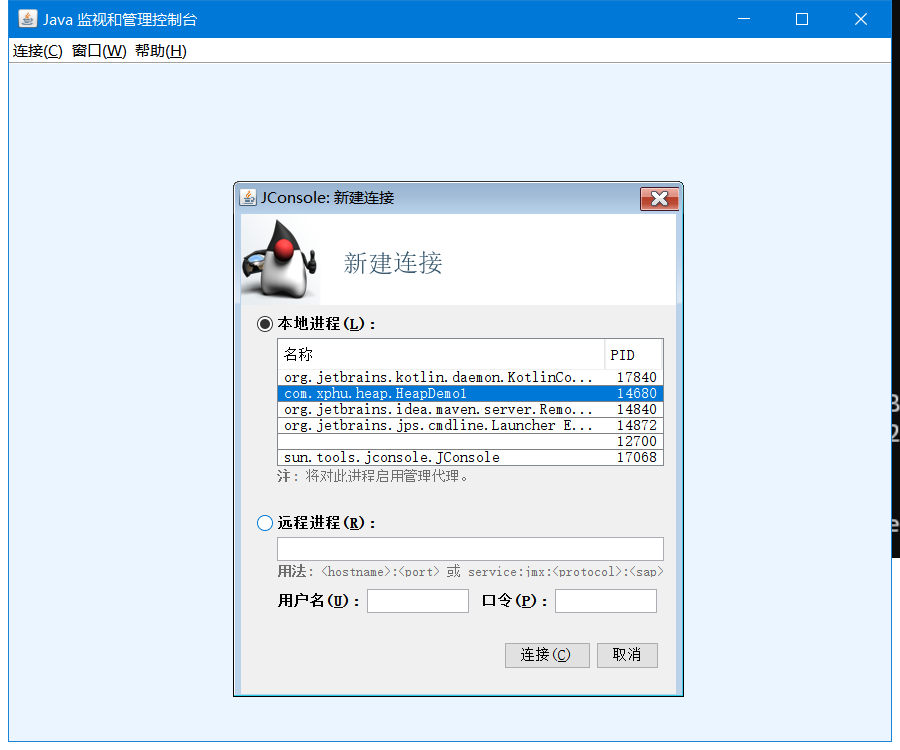 Java 监视和管理控制台
连接(C) 窗口(W) 帮助(H)
JConsole: 新建连接
新建连接
本地进程(L):
名称 PID
org.jetbrains.kotlin.daemon.KotlinCo... 17840
com.xphu.heap.HeapDemo1 14680
org.jetbrains.idea.maven.server.Remo... 14840
org.jetbrains.jps.cmdline.Launcher E... 14872
12700
sun.tools.jconsole.JConsole 17068
注: 将对此进程启用管理代理。
远程进程(R):
用法: <hostname>:<port> 或 service:jmx:<protocol>:<sap>
用户名(U): 口令(P):
连接(C) 取消